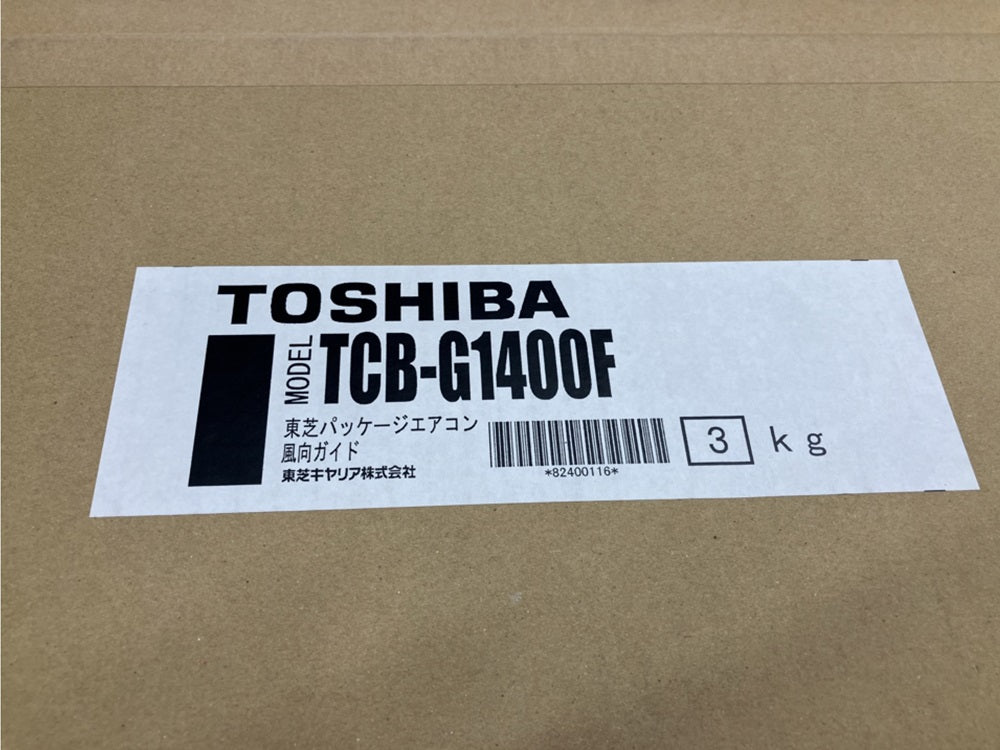 TOSHIBA
MODEL TCB-G1400F
東芝パッケージエアコン
風向ガイド
東芝キヤリア株式会社
*82400116*
3 kg